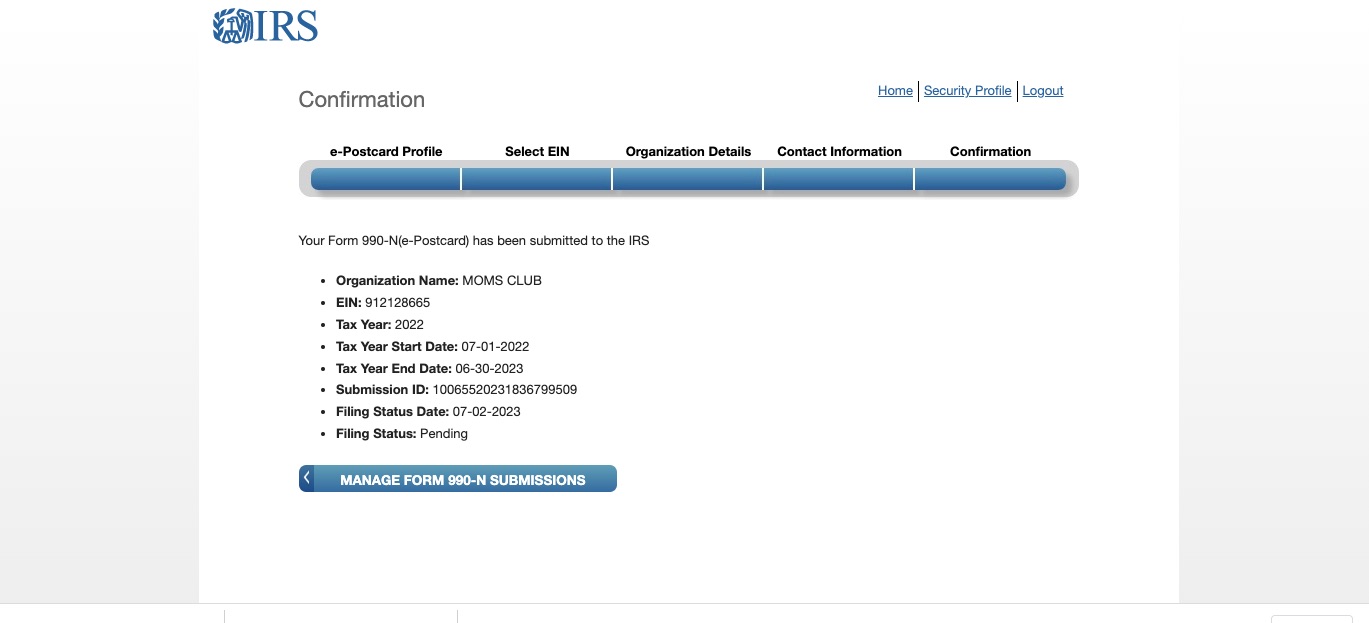 IRS
Confirmation
Home Security Profile Logout
e-Postcard Profile Select EIN Organization Details Contact Information Confirmation
Your Form 990-N(e-Postcard) has been submitted to the IRS
• Organization Name: MOMS CLUB
• EIN: 912128665
• Tax Year: 2022
• Tax Year Start Date: 07-01-2022
• Tax Year End Date: 06-30-2023
• Submission ID: 10065520231836799509
• Filing Status Date: 07-02-2023
• Filing Status: Pending
MANAGE FORM 990-N SUBMISSIONS